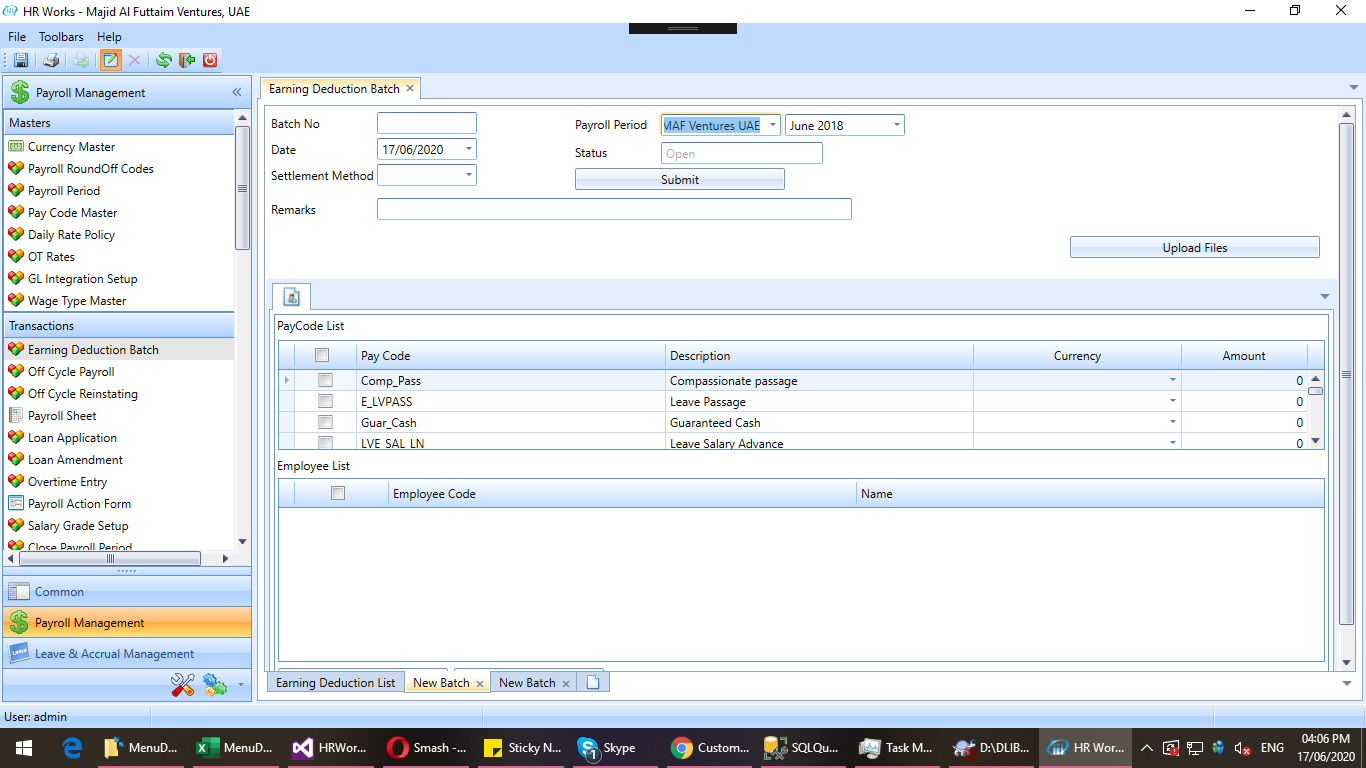 HR Works - Majid Al Futtaim Ventures, UAE
File Toolbars Help
Payroll Management
Masters
Currency Master
Payroll RoundOff Codes
Payroll Period
Pay Code Master
Daily Rate Policy
OT Rates
GL Integration Setup
Wage Type Master
Transactions
Earning Deduction Batch
Off Cycle Payroll
Off Cycle Reinstating
Payroll Sheet
Loan Application
Loan Amendment
Overtime Entry
Payroll Action Form
Salary Grade Setup
Close Payroll Period
Common
Payroll Management
Leave & Accrual Management
Earning Deduction Batch
Batch No
Payroll Period MAF Ventures UAE June 2018
Date 17/06/2020
Status Open
Settlement Method
Submit
Remarks
Upload Files
PayCode List
Pay Code Description Currency Amount
Comp_Pass Compassionate passage 0
E_LVPASS Leave Passage 0
Guar_Cash Guaranteed Cash 0
LVE_SAL_LN Leave Salary Advance 0
Employee List
Employee Code Name
Earning Deduction List New Batch New Batch
User: admin
MenuD... MenuD... HRWo... Smash -... Sticky N... Skype 1 Custom... SQLQu... Task M... D:\DLIB... HR Wor... ENG 04:06 PM
17/06/2020